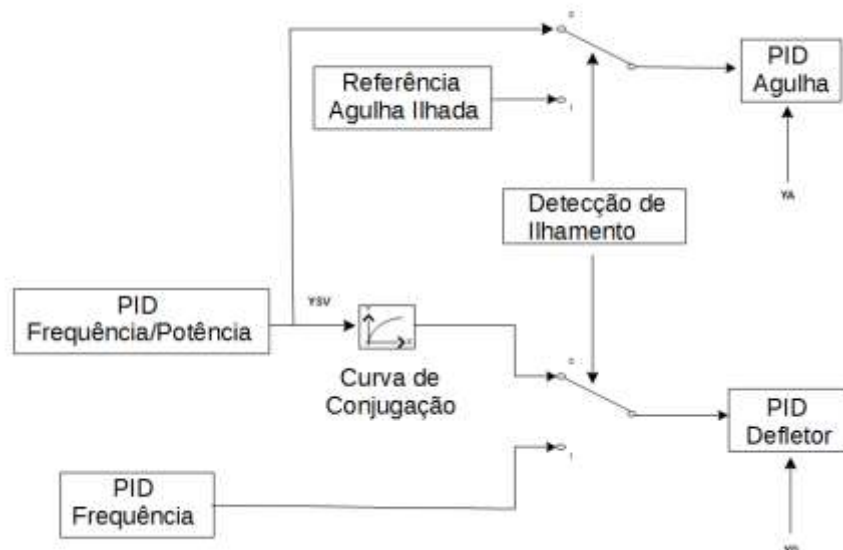 PID
Agulha
Referência
Agulha Ilhada
YA
Detecção de
Ilhamento
PID
Frequência/Potência
YSV
Curva de
Conjugação
PID
Defletor
PID
Frequência